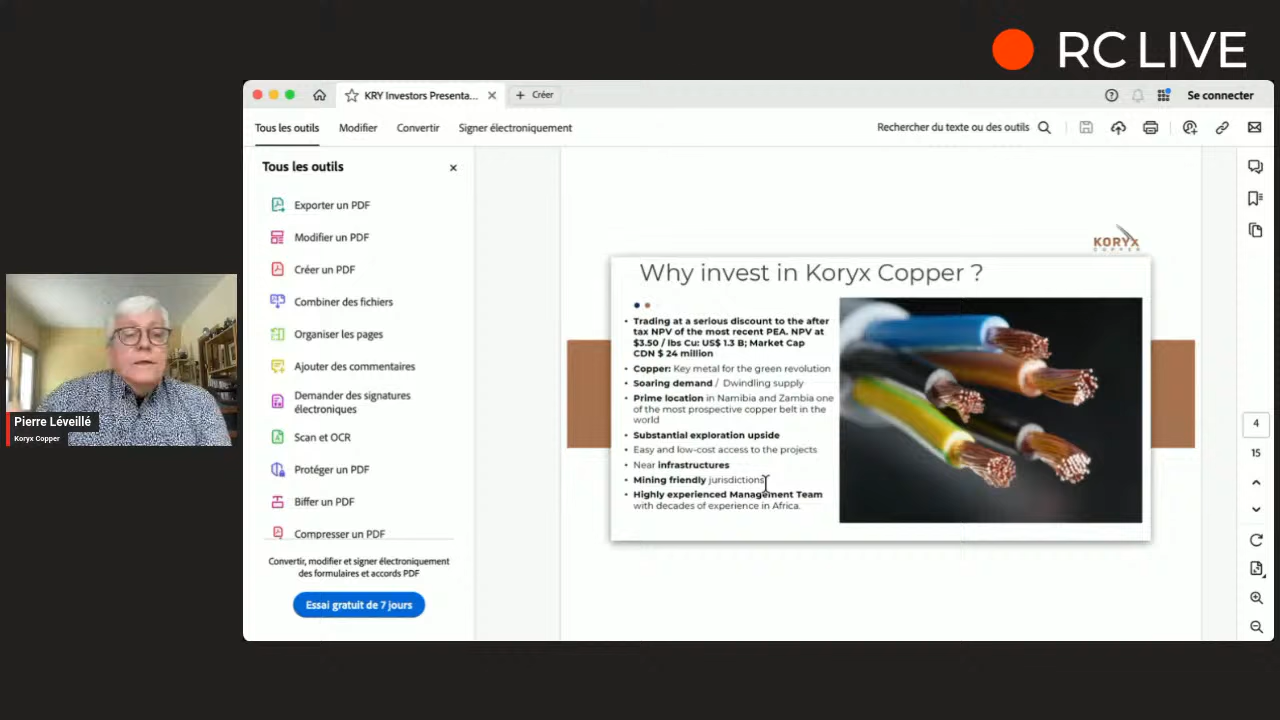 RC LIVE
KRY Investors Presenta...
Créer
Se connecter
Tous les outils
Modifier
Convertir
Signer électroniquement
Rechercher du texte ou des outils
Tous les outils
Exporter un PDF
Modifier un PDF
Créer un PDF
Combiner des fichiers
Organiser les pages
Ajouter des commentaires
Demander des signatures
électroniques
Scan et OCR
Protéger un PDF
Biffer un PDF
Compresser un PDF
Convertir, modifier et signer électroniquement
des formulaires et accords PDF
Essai gratuit de 7 jours
KORYX
COPPER
Why invest in Koryx Copper ?
• Trading at a serious discount to the after
tax NPV of the most recent PEA. NPV at
$3.50 / lbs Cu: US$ 1.3 B; Market Cap
CDN $ 24 million
• Copper: Key metal for the green revolution
• Soaring demand / Dwindling supply
• Prime location in Namibia and Zambia one
of the most prospective copper belt in the
world
• Substantial exploration upside
• Easy and low-cost access to the projects
• Near infrastructures
• Mining friendly jurisdictions
• Highly experienced Management Team
with decades of experience in Africa.
4
15
Pierre Léveillé
Koryx Copper